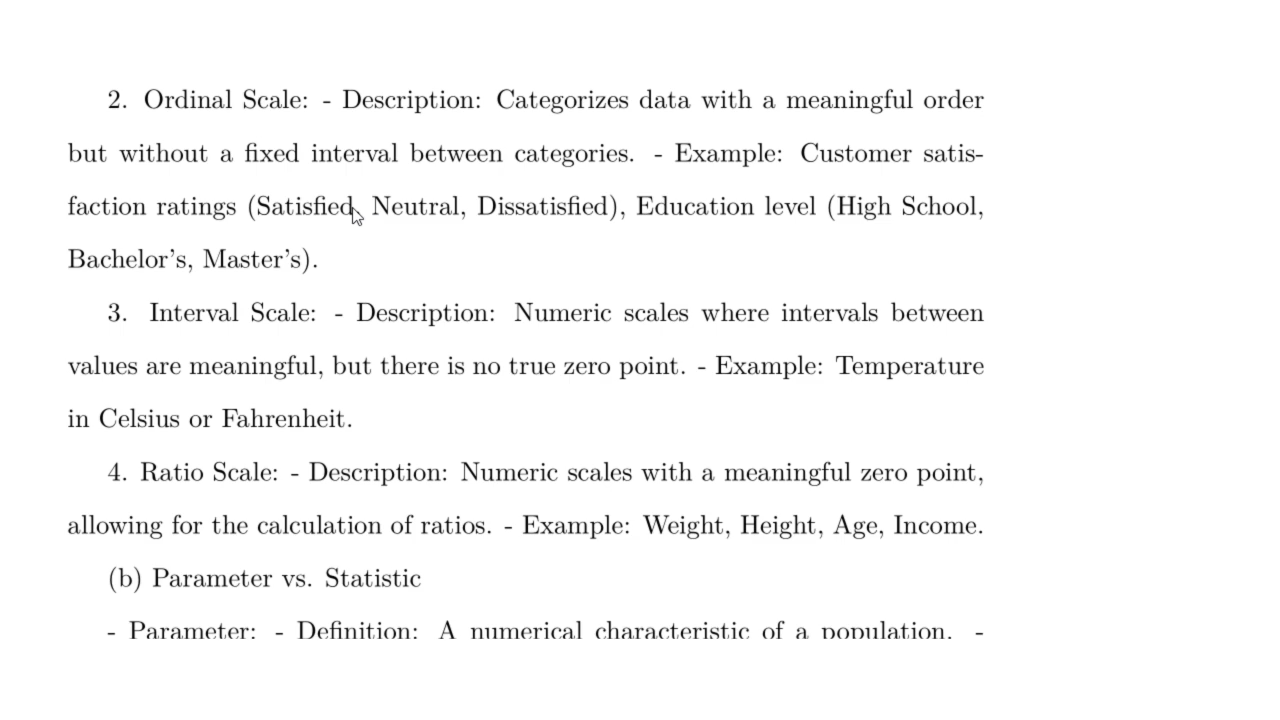 2. Ordinal Scale: - Description: Categorizes data with a meaningful order
but without a fixed interval between categories. - Example: Customer satis-
faction ratings (Satisfied, Neutral, Dissatisfied), Education level (High School,
Bachelor's, Master's).
3. Interval Scale: - Description: Numeric scales where intervals between
values are meaningful, but there is no true zero point. - Example: Temperature
in Celsius or Fahrenheit.
4. Ratio Scale: - Description: Numeric scales with a meaningful zero point,
allowing for the calculation of ratios. - Example: Weight, Height, Age, Income.
(b) Parameter vs. Statistic
- Parameter: - Definition: A numerical characteristic of a population. -